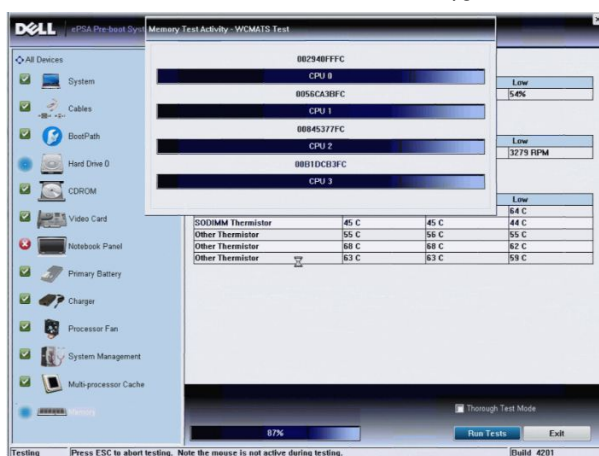 DELL
ePSA Pre-boot Syst
Memory Test Activity - WCMATS Test
All Devices
System
Cables
BootPath
Hard Drive 0
CDROM
Video Card
Notebook Panel
Primary Battery
Charger
Processor Fan
System Management
Multi-processor Cache
Memory
002940FFFC
CPU 0
0056CA3BFC
CPU 1
00845377FC
CPU 2
00B1DCB3FC
CPU 3
Low
54%
Low
3279 RPM
Low
64 C
SODIMM Thermistor 45 C 45 C 44 C
Other Thermistor 55 C 56 C 55 C
Other Thermistor 68 C 68 C 62 C
Other Thermistor 63 C 63 C 59 C
Thorough Test Mode
87%
Run Tests
Exit
Testing
Press ESC to abort testing. Note the mouse is not active during testing.
Build 4201